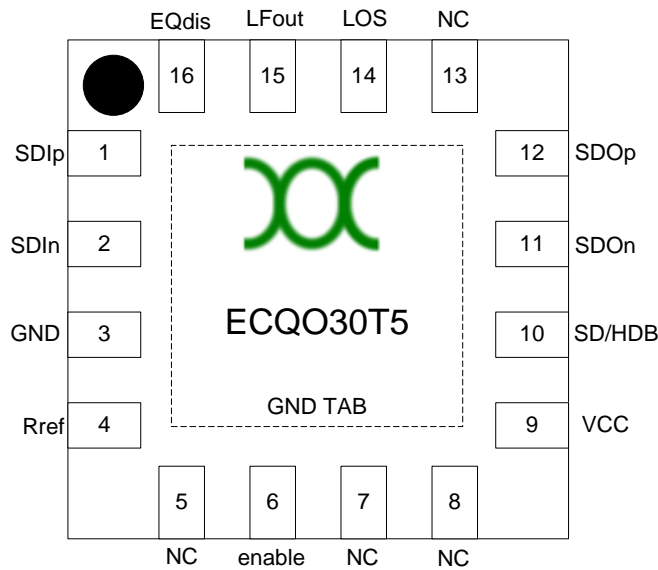 EQdis LFout LOS NC
16 15 14 13
SDIp 1 12 SDOp
SDIn 2 11 SDOn
GND 3 ECQO30T5 10 SD/HDB
GND TAB
Rref 4 9 VCC
5 6 7 8
NC enable NC NC